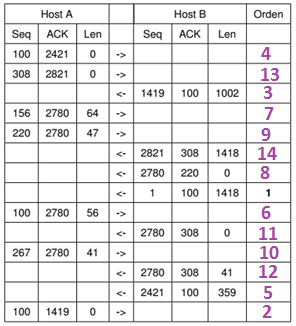 Host A Host B Orden
Seq ACK Len Seq ACK Len
100 2421 0 -> 4
308 2821 0 -> 13
<- 1419 100 1002 3
156 2780 64 -> 7
220 2780 47 -> 9
<- 2821 308 1418 14
<- 2780 220 0 8
<- 1 100 1418 1
100 2780 56 -> 6
<- 2780 308 0 11
267 2780 41 -> 10
<- 2780 308 41 12
<- 2421 100 359 5
100 1419 0 -> 2